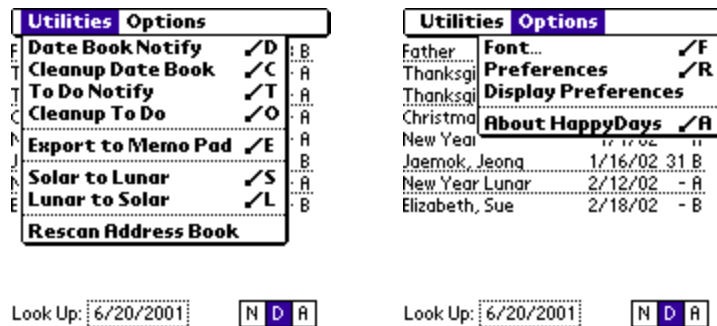 Utilities Options
Date Book Notify ✓D
Cleanup Date Book ✓C
To Do Notify ✓T
Cleanup To Do ✓O
Export to Memo Pad ✓E
Solar to Lunar ✓S
Lunar to Solar ✓L
Rescan Address Book
B
A
A
A
A
B
A
B
Look Up: 6/20/2001 N D A
Utilities Options
Font... ✓F
Preferences ✓R
Display Preferences
About HappyDays ✓A
Father
Thanksgi
Thanksgi
Christma
New Year
Jaemok, Jeong 1/16/02 31 B
New Year Lunar 2/12/02 - A
Elizabeth, Sue 2/18/02 - B
Look Up: 6/20/2001 N D A